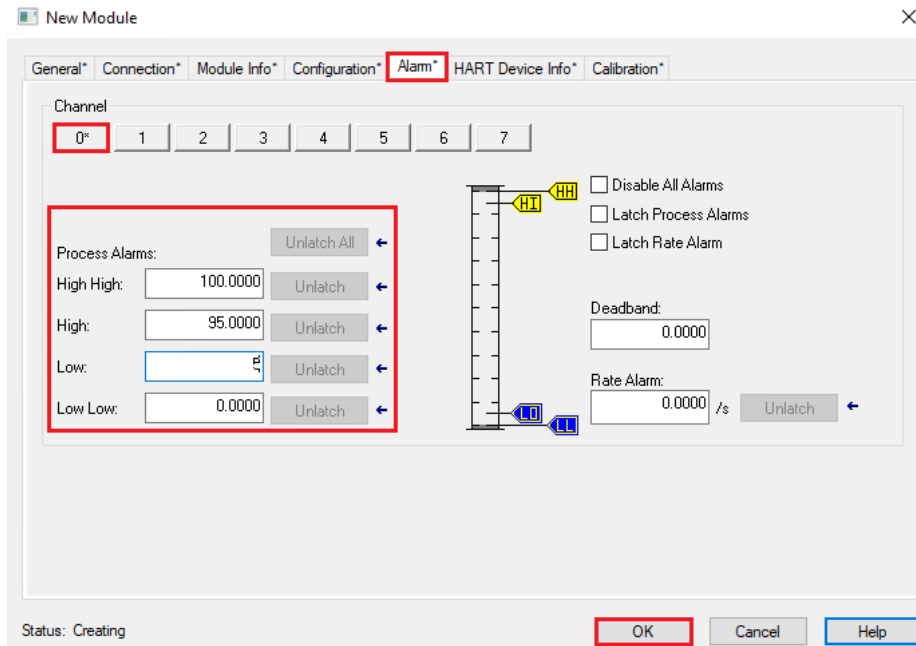 New Module
General* Connection* Module Info* Configuration* Alarm* HART Device Info* Calibration*
Channel
0* 1 2 3 4 5 6 7
HH
HI
Disable All Alarms
Latch Process Alarms
Latch Rate Alarm
Process Alarms: Unlatch All
High High: 100.0000 Unlatch
High: 95.0000 Unlatch
Low: Unlatch
Low Low: 0.0000 Unlatch
LO
LL
Deadband:
0.0000
Rate Alarm:
0.0000 /s Unlatch
Status: Creating
OK Cancel Help